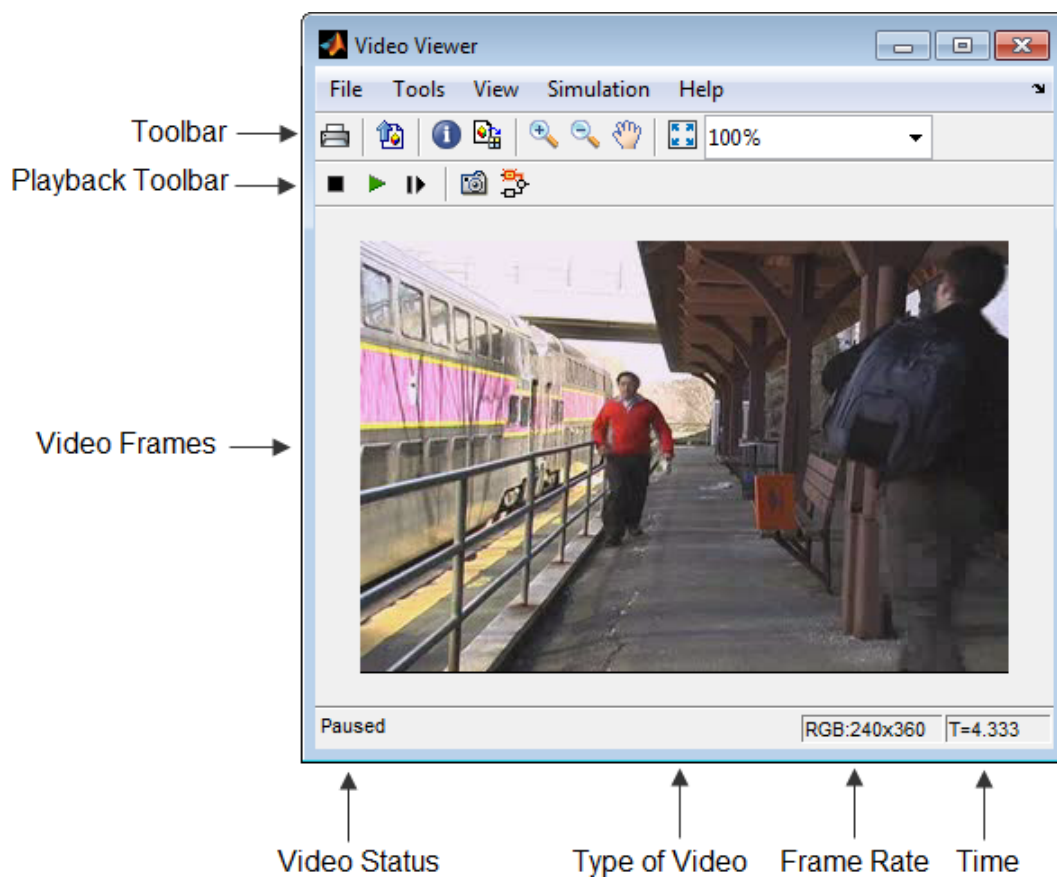 Video Viewer
File Tools View Simulation Help
Toolbar
100%
Playback Toolbar
Video Frames
Paused
RGB:240x360
T=4.333
Video Status
Type of Video
Frame Rate
Time